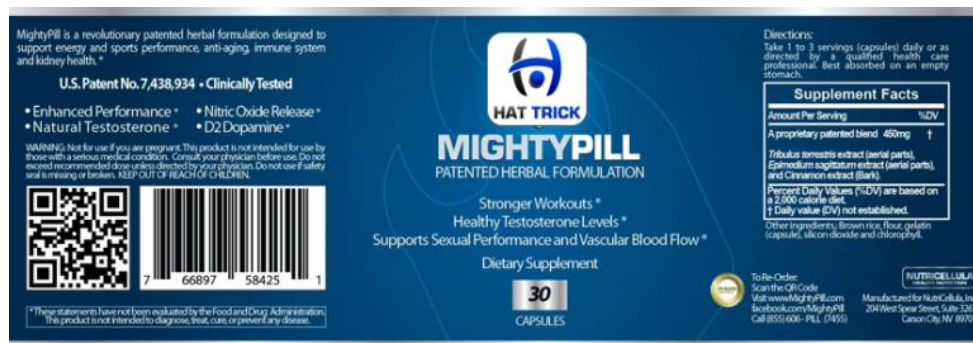 MightyPill is a revolutionary patented herbal formulation designed to
support energy and sports performance, anti-aging, immune system
and kidney health. *
U.S. Patent No. 7,438,934 • Clinically Tested
• Enhanced Performance * • Nitric Oxide Release *
• Natural Testosterone * • D2 Dopamine *
WARNING: Not for use if you are pregnant. This product is not intended for use by
those with a serious medical condition. Consult your physician before use. Do not
exceed recommended dose unless directed by your physician. Do not use if safety
seal is missing or broken. KEEP OUT OF REACH OF CHILDREN.
7 66897 58425 1
*These statements have not been evaluated by the Food and Drug Administration.
This product is not intended to diagnose, treat, cure, or prevent any disease.
HAT TRICK
MIGHTYPILL
PATENTED HERBAL FORMULATION
Stronger Workouts *
Healthy Testosterone Levels *
Supports Sexual Performance and Vascular Blood Flow *
Dietary Supplement
30
CAPSULES
Directions:
Take 1 to 3 servings (capsules) daily or as
directed by a qualified health care
professional. Best absorbed on an empty
stomach.
Supplement Facts
Amount Per Serving %DV
A proprietary patented blend 450mg †
Tribulus terrestris extract (aerial parts),
Epimedium sagittatum extract (aerial parts),
and Cinnamon extract (Bark).
Percent Daily Values (%DV) are based on
a 2,000 calorie diet.
† Daily value (DV) not established.
Other Ingredients,: Brown rice, flour, gelatin
(capsule), silicon dioxide and chlorophyll.
To Re-Order:
Scan the QR Code
Visit www.MightyPill.com
facebook.com/MightyPill
Call (855) 606 - PILL (7455)
NUTRICELLULA
Manufactured for NutriCellula, In
204 West Spear Street, Suite 326
Carson City, NV 8970